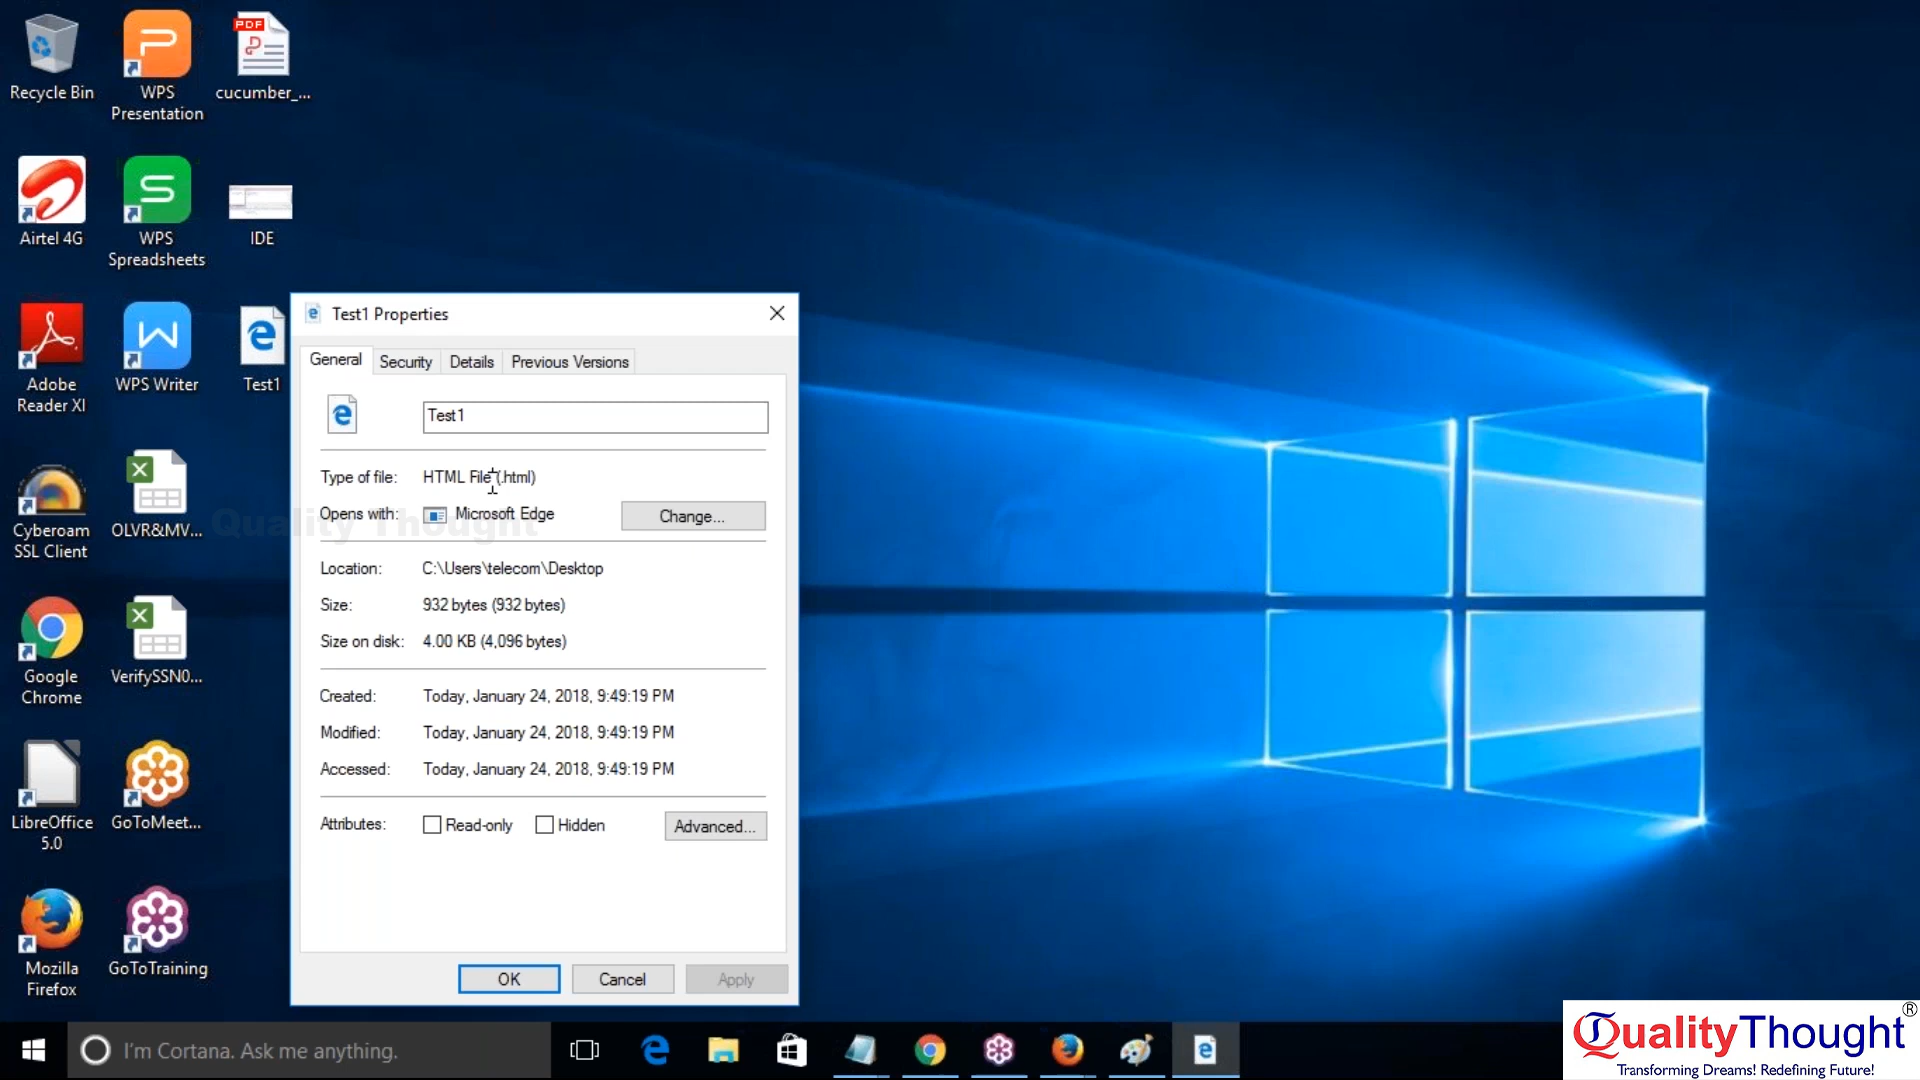 Recycle Bin
WPS
Presentation
PDF
cucumber_...
Airtel 4G
WPS
Spreadsheets
IDE
Adobe
Reader XI
WPS Writer
Test1
Cyberoam
SSL Client
OLVR&MV...
Google
Chrome
VerifySSN0...
LibreOffice
5.0
GoToMeet...
Mozilla
Firefox
GoToTraining
Test1 Properties
General
Security
Details
Previous Versions
Test1
Type of file:
HTML File (.html)
Opens with:
Microsoft Edge
Change...
Quality Thought
Location:
C:\Users\telecom\Desktop
Size:
932 bytes (932 bytes)
Size on disk:
4.00 KB (4,096 bytes)
Created:
Today, January 24, 2018, 9:49:19 PM
Modified:
Today, January 24, 2018, 9:49:19 PM
Accessed:
Today, January 24, 2018, 9:49:19 PM
Attributes:
Read-only
Hidden
Advanced...
OK
Cancel
Apply
I'm Cortana. Ask me anything.
QualityThought®
Transforming Dreams! Redefining Future!